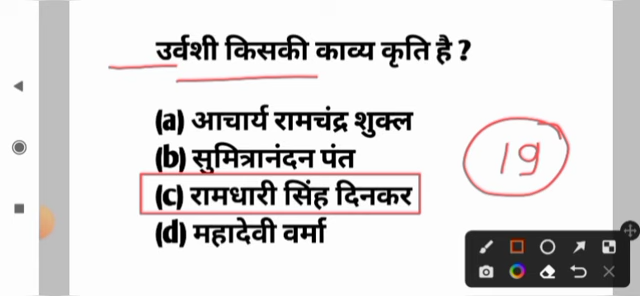 उर्वशी किसकी काव्य कृति है ?
(a) आचार्य रामचंद्र शुक्ल
(b) सुमित्रानंदन पंत
(c) रामधारी सिंह दिनकर
(d) महादेवी वर्मा
19